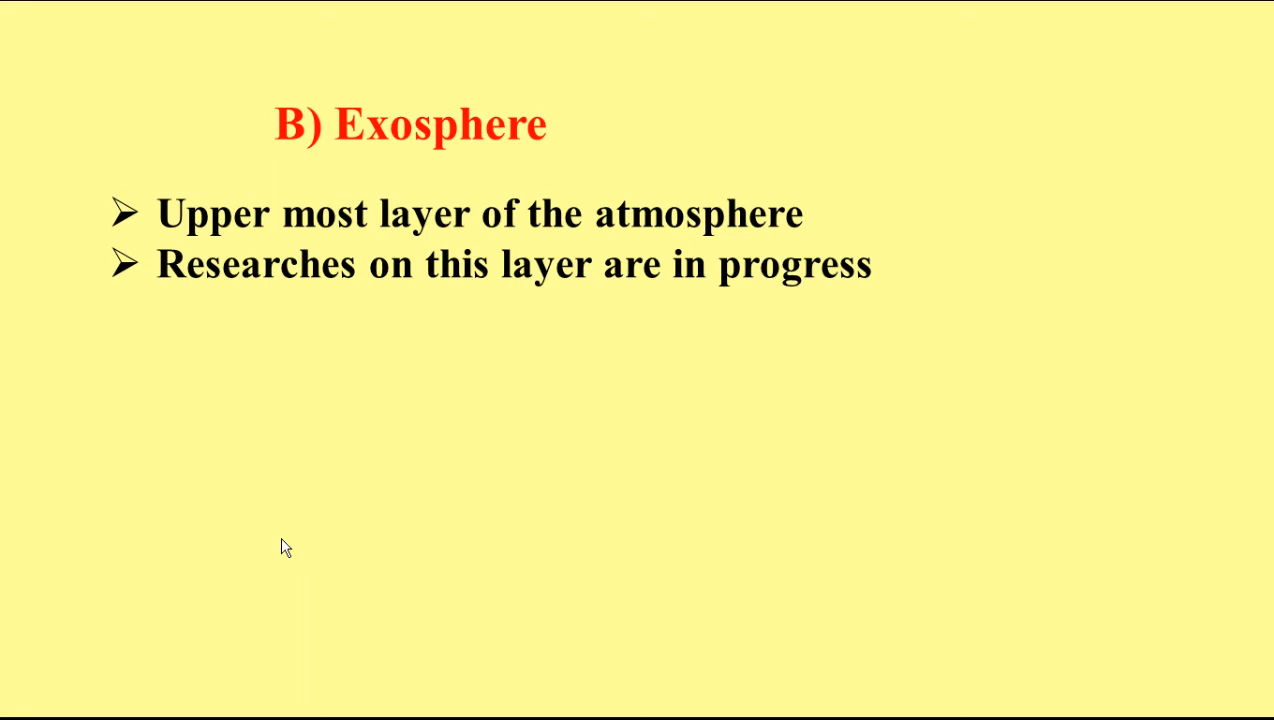 B) Exosphere
➢ Upper most layer of the atmosphere
➢ Researches on this layer are in progress